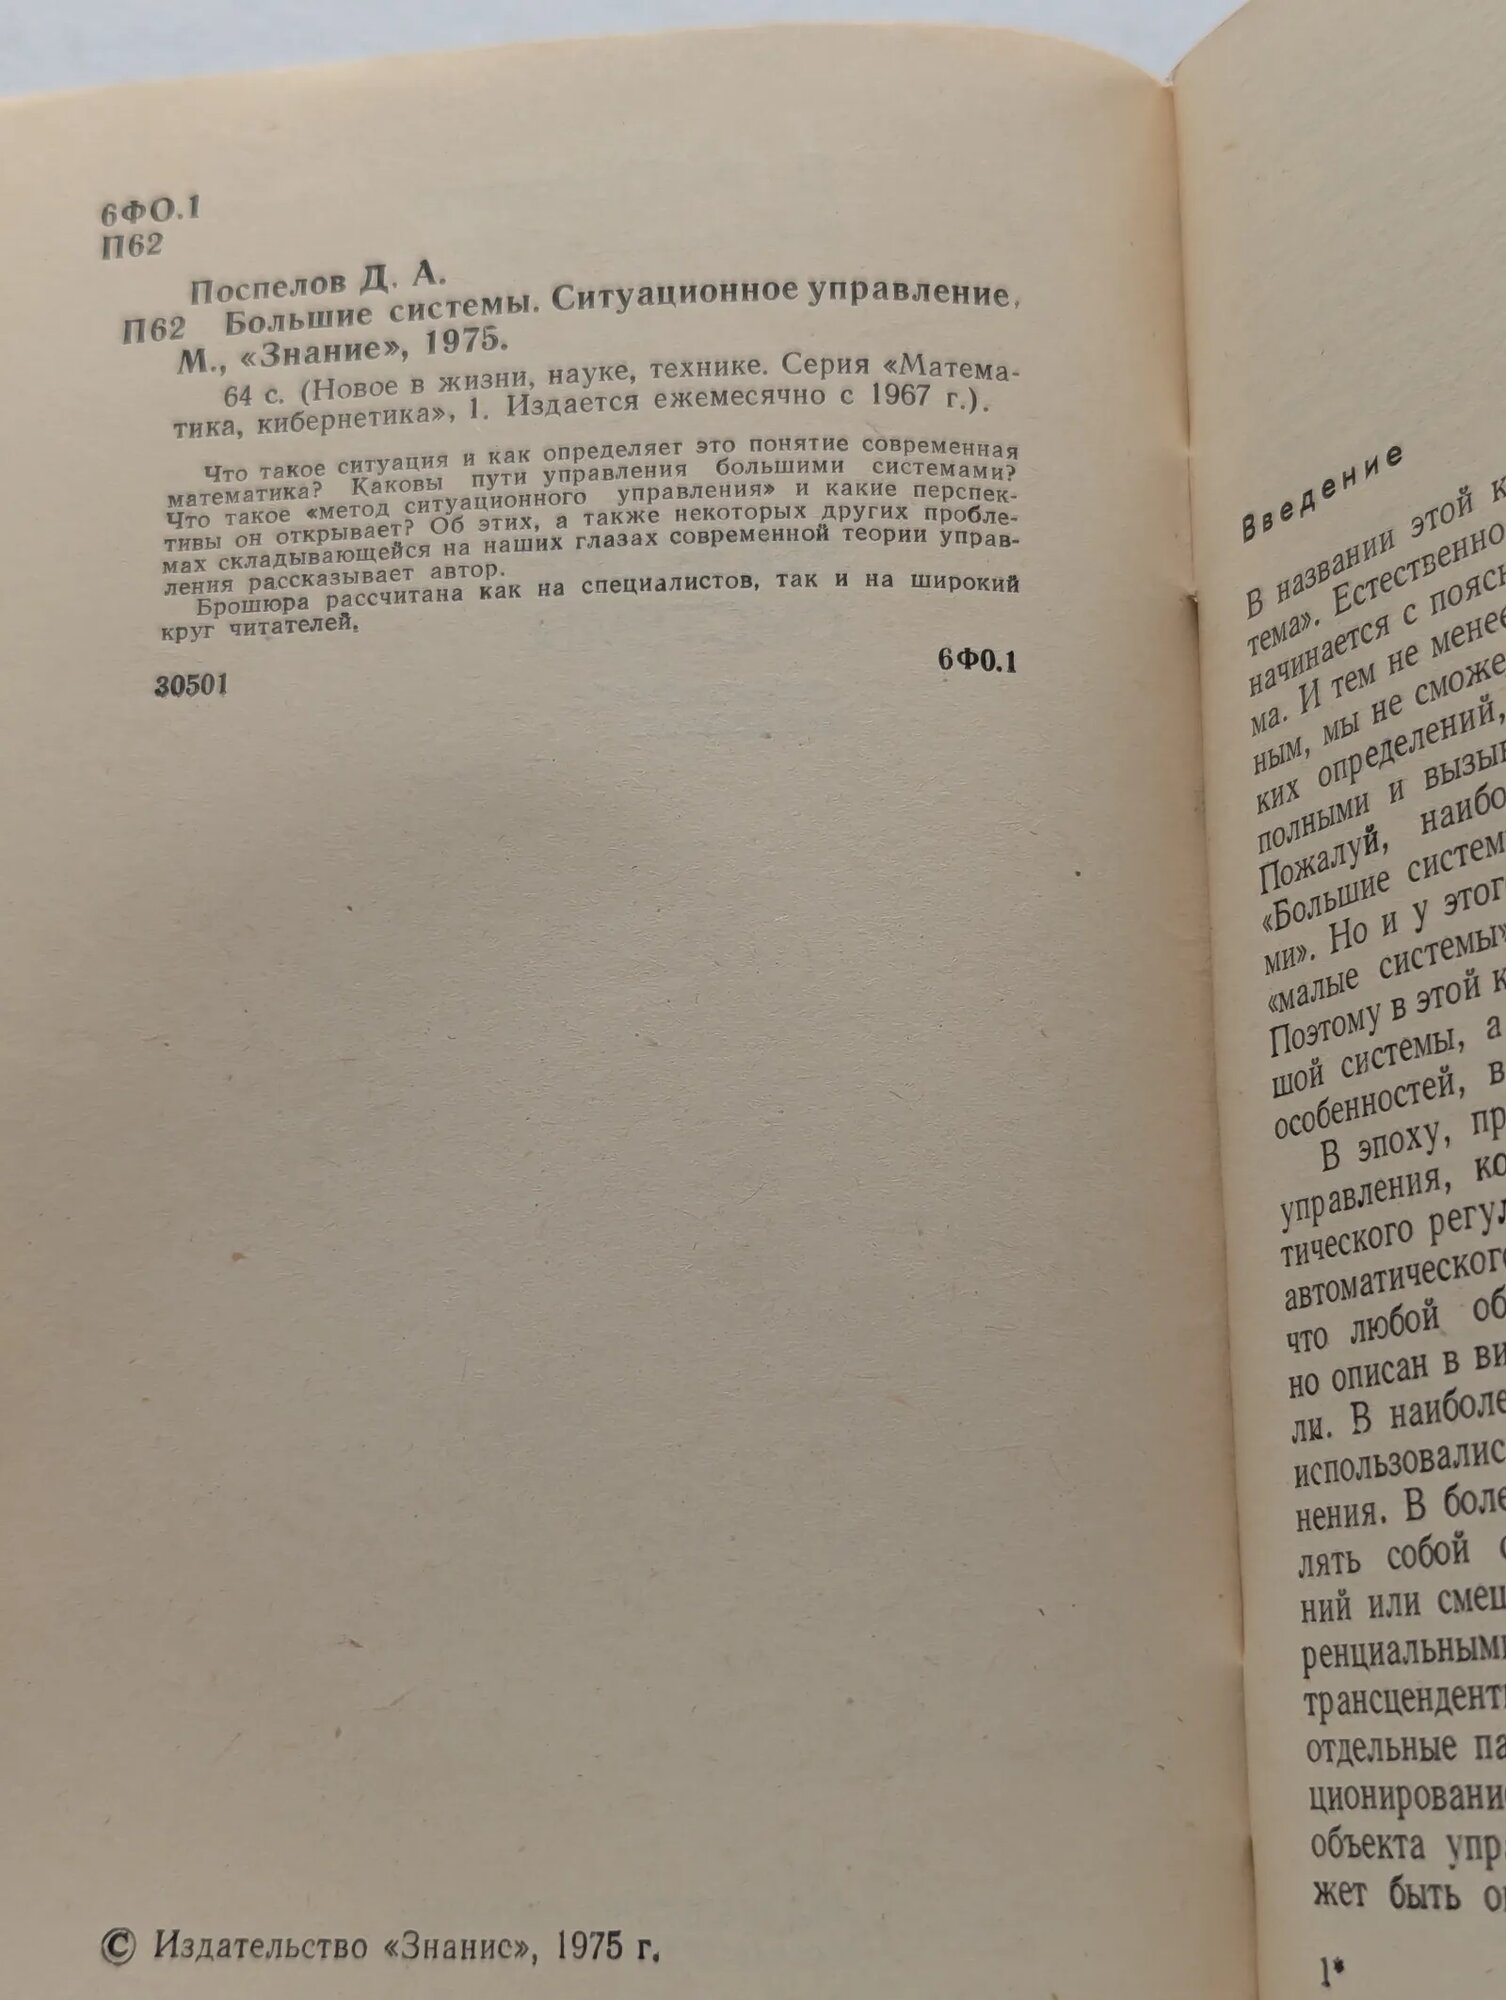 6ФО.1
П62
Поспелов Д. А.
П62 Большие системы. Ситуационное управление,
М., «Знание», 1975.
64 с. (Новое в жизни, науке, технике. Серия «Матема-
тика, кибернетика», 1. Издается ежемесячно с 1967 г.).
Что такое ситуация и как определяет это понятие современная
математика? Каковы пути управления большими системами?
Что такое «метод ситуационного управления» и какие перспек-
тивы он открывает? Об этих, а также некоторых других пробле-
мах складывающейся на наших глазах современной теории управ-
ления рассказывает автор.
Брошюра рассчитана как на специалистов, так и на широкий
круг читателей.
30501
6Ф0.1
© Издательство «Знание», 1975 г.
Введение
В названии этой к
тема». Естественно
начинается с поясн
ма. И тем не менее
ным, мы не сможе
ких определений,
полными и вызыв
Пожалуй, наибо
«Большие систем
ми». Но и у этог
«малые системы»
Поэтому в этой к
шой системы, а
особенностей, в
В эпоху, пр
управления, ко
тического регул
автоматического
что любой об
но описан в ви
ли. В наиболе
использовалис
нения. В боле
лять собой с
ний или смеш
ренциальными
трансцендентн
отдельные па
ционирование
объекта упра
жет быть оп
1*